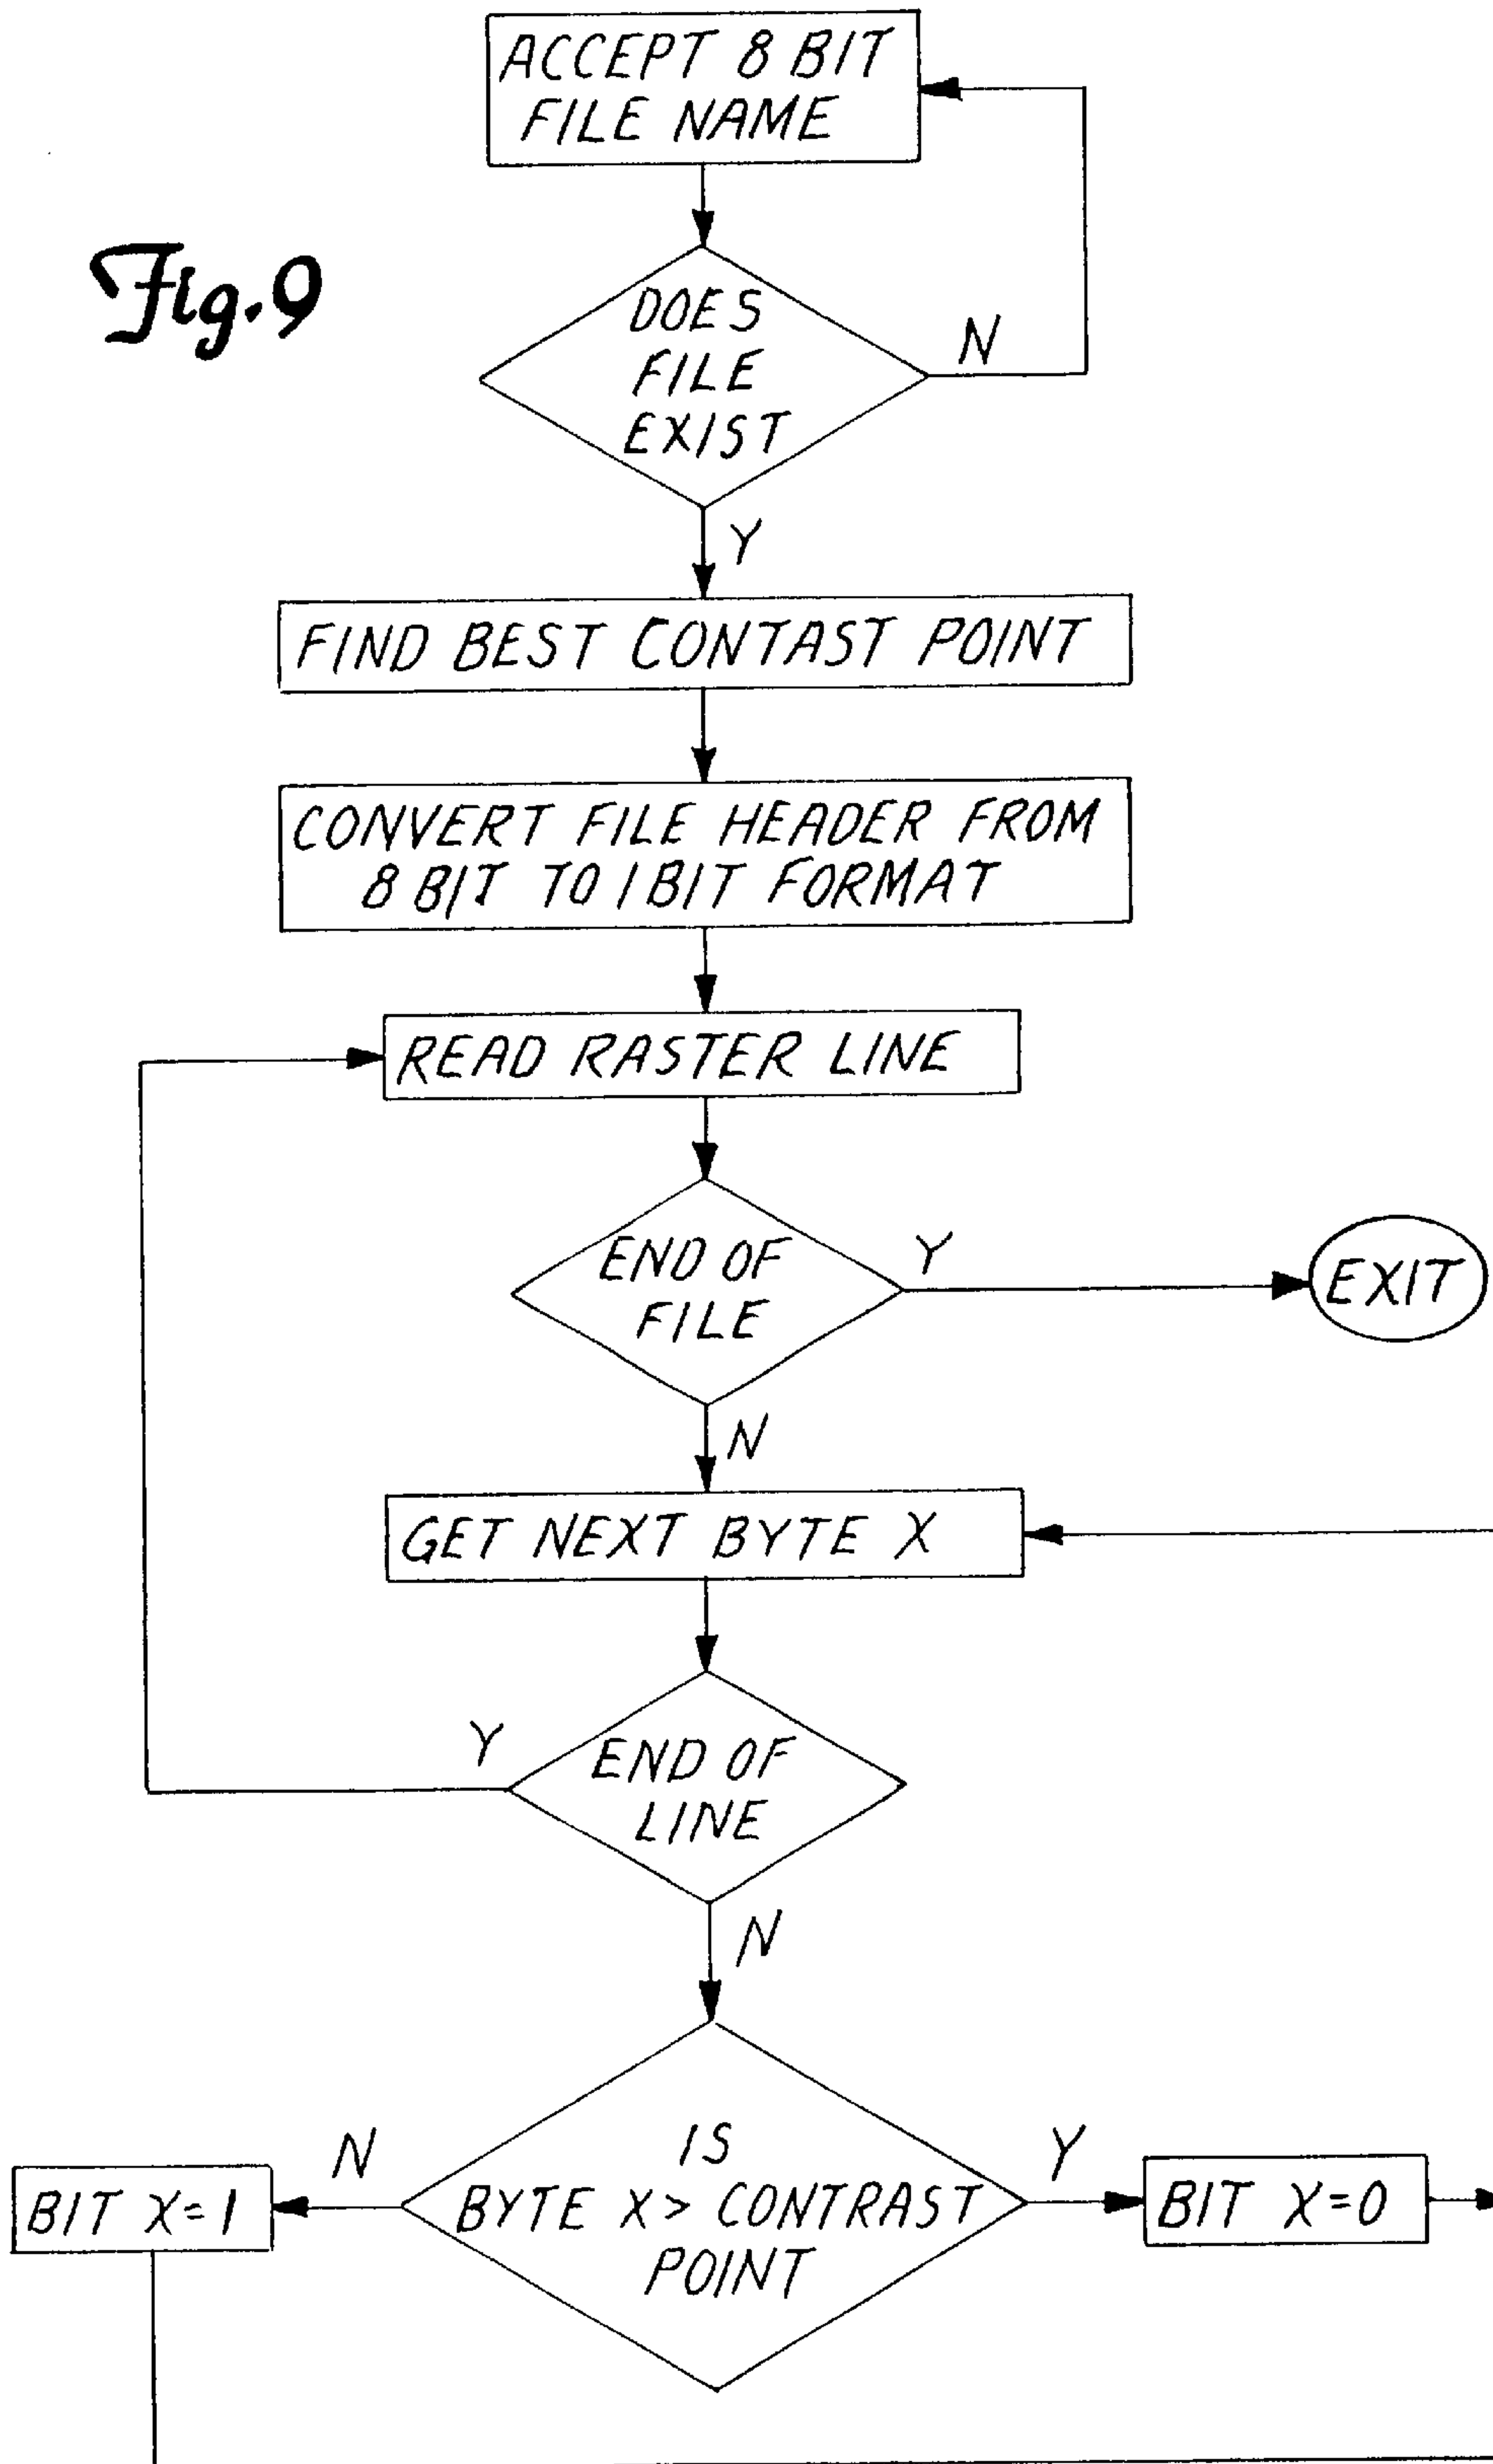 ACCEPT 8 BIT
FILE NAME
Fig. 9
DOES
FILE
EXIST
N
Y
FIND BEST CONTAST POINT
CONVERT FILE HEADER FROM
8 BIT TO 1 BIT FORMAT
READ RASTER LINE
END OF
FILE
Y
EXIT
N
GET NEXT BYTE X
Y
END OF
LINE
N
IS
BYTE X > CONTRAST
POINT
N
Y
BIT X=1
BIT X=0